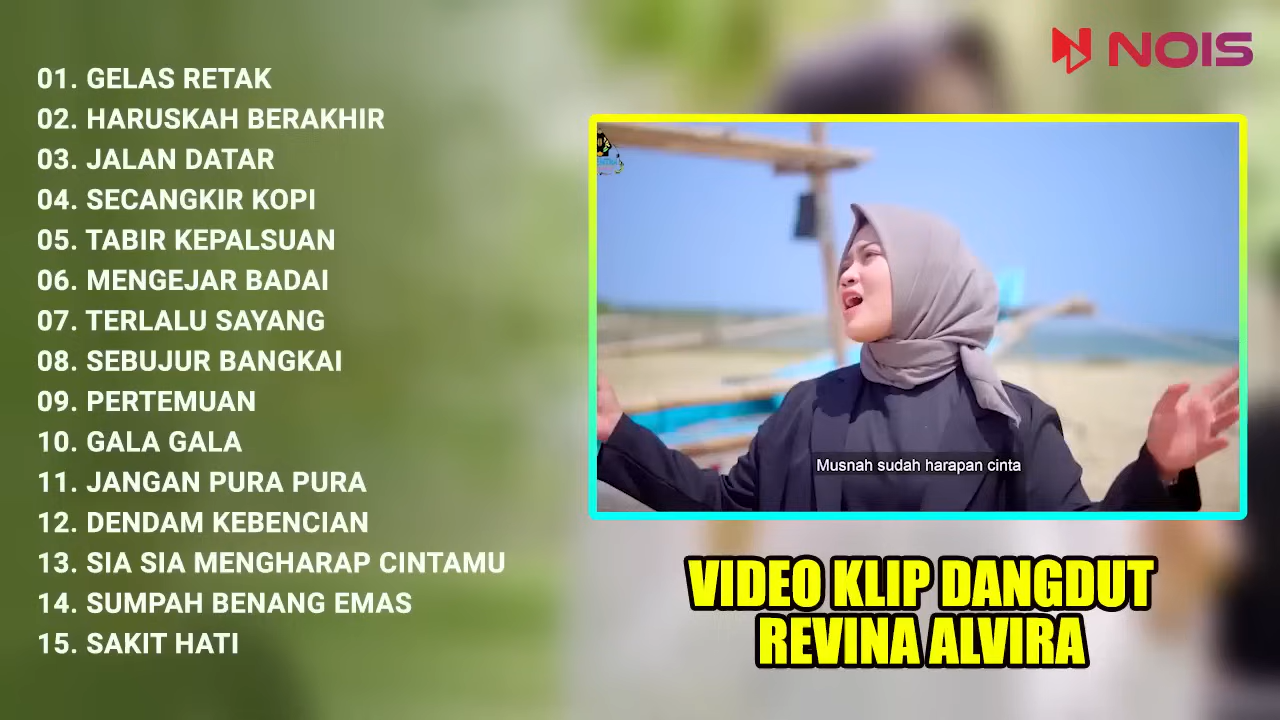 NOIS
01. GELAS RETAK
02. HARUSKAH BERAKHIR
03. JALAN DATAR
04. SECANGKIR KOPI
05. TABIR KEPALSUAN
06. MENGEJAR BADAI
07. TERLALU SAYANG
08. SEBUJUR BANGKAI
09. PERTEMUAN
10. GALA GALA
11. JANGAN PURA PURA
12. DENDAM KEBENCIAN
13. SIA SIA MENGHARAP CINTAMU
14. SUMPAH BENANG EMAS
15. SAKIT HATI
Musnah sudah harapan cinta
VIDEO KLIP DANGDUT
REVINA ALVIRA